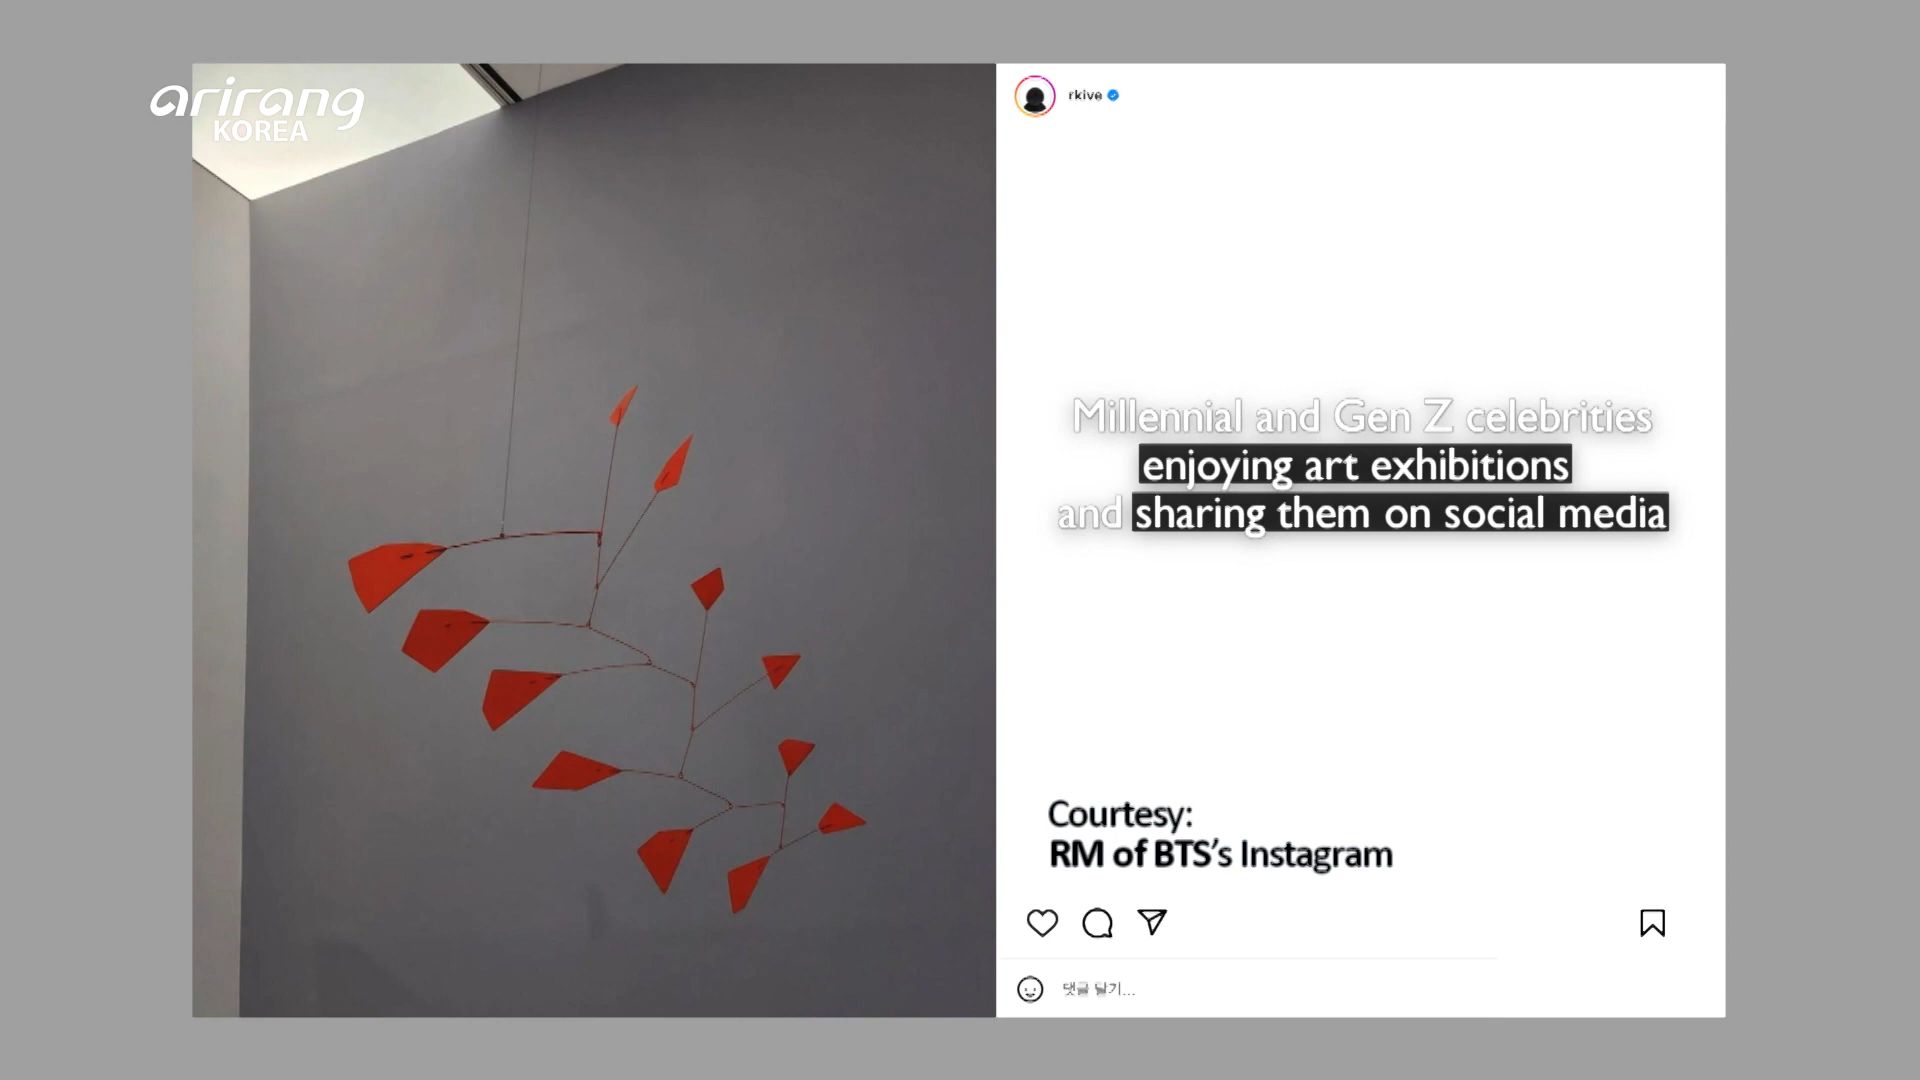 arirang
KOREA
rkive
Millennial and Gen Z celebrities
enjoying art exhibitions
and sharing them on social media
Courtesy:
RM of BTS's Instagram
댓글 달기...